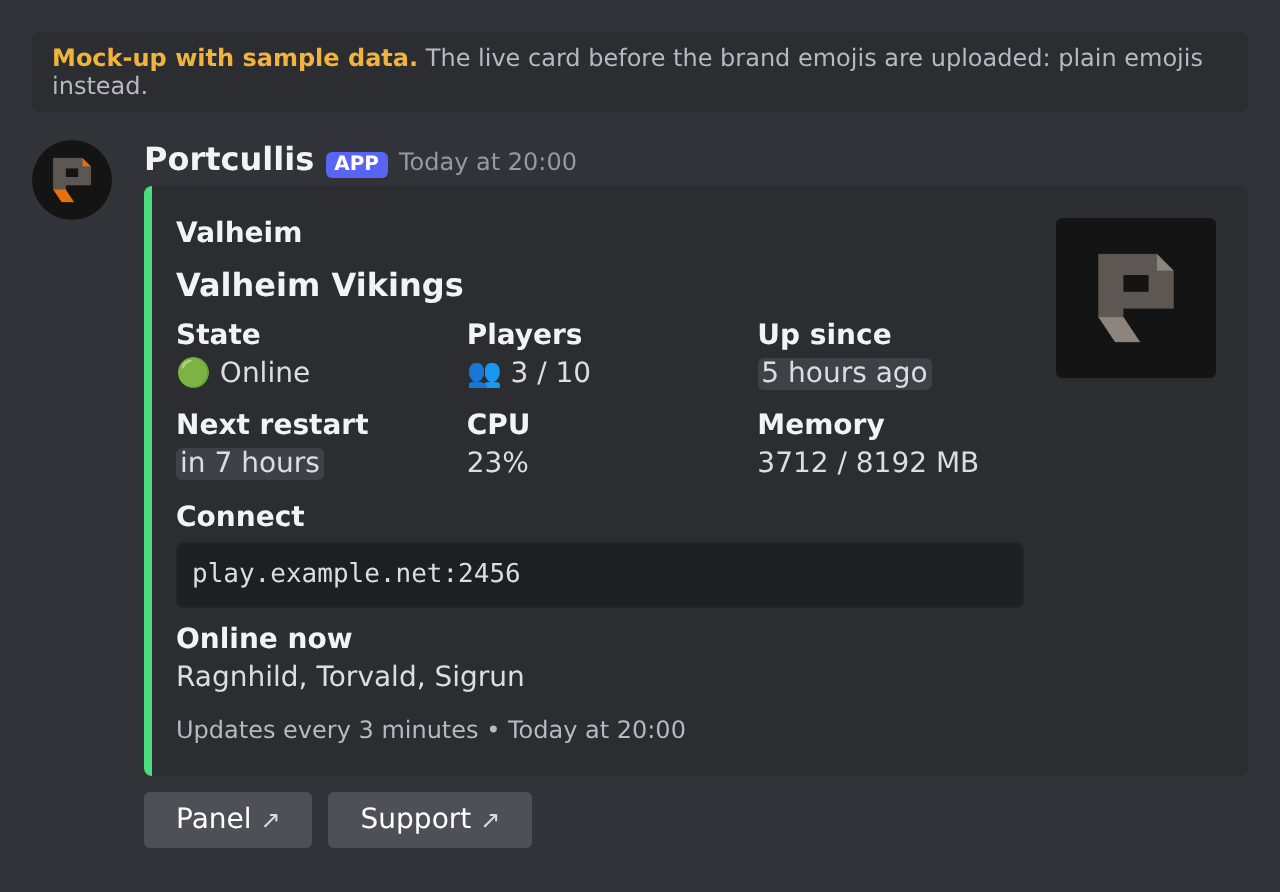 Mock-up with sample data. The live card before the brand emojis are uploaded: plain emojis
instead.
Portcullis APP Today at 20:00
Valheim
Valheim Vikings
State Players Up since
🟢 Online 👥 3 / 10 5 hours ago
Next restart CPU Memory
in 7 hours 23% 3712 / 8192 MB
Connect
play.example.net:2456
Online now
Ragnhild, Torvald, Sigrun
Updates every 3 minutes • Today at 20:00
Panel ↗ Support ↗